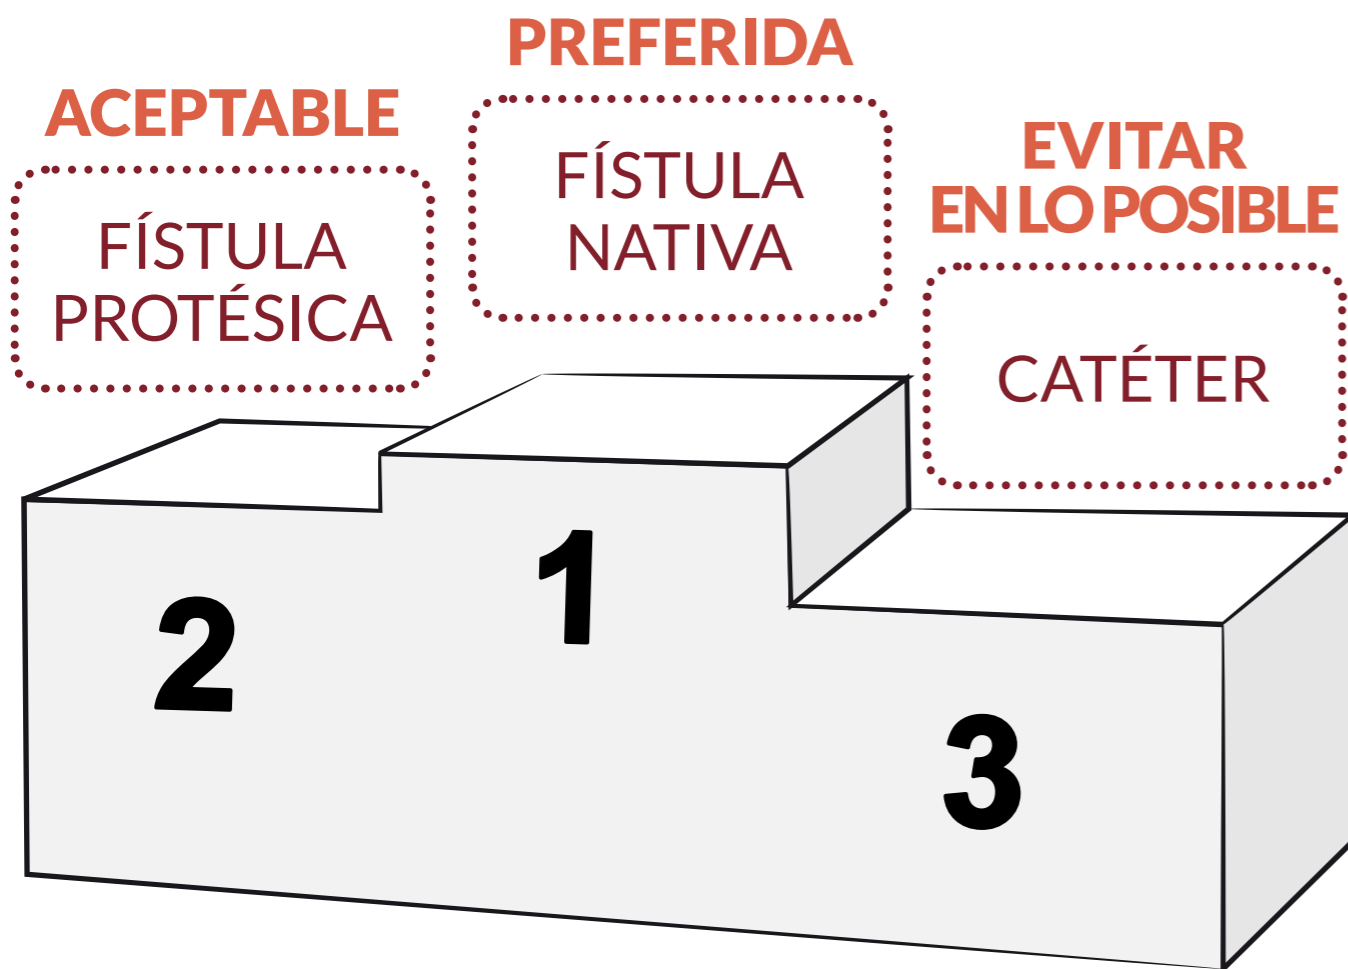 PREFERIDA
FÍSTULA
NATIVA
ACEPTABLE
FÍSTULA
PROTÉSICA
EVITAR
EN LO POSIBLE
CATÉTER
1
2
3